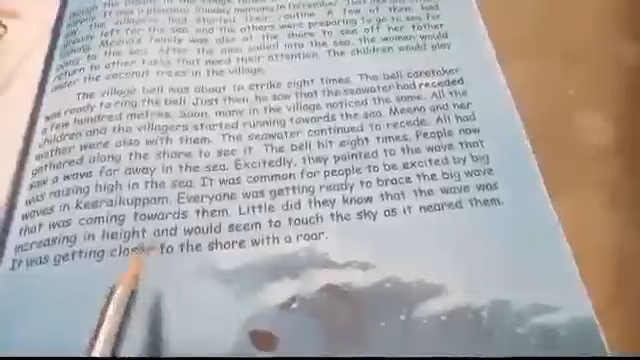 happily. It was a pleasant Sunday morning in December. Just like any other
day, the villagers had started their routine. A few of them had
already left for the sea, and the others were preparing to go to sea for
fishing. Meena's family was also at the shore to see off her father
going to the sea. After the men sailed into the sea, the women would
return to other tasks that need their attention. The children would play
under the coconut trees in the village.
The village bell was about to strike eight times. The bell caretaker
was ready to ring the bell. Just then he saw that the seawater had receded
a few hundred metres. Soon, many in the village noticed the same. All the
children and the villagers started running towards the sea. Meena and her
mother were also with them. The seawater continued to recede. All had
gathered along the shore to see it. The bell hit eight times. People now
saw a wave far away in the sea. Excitedly, they pointed to the wave that
was raising high in the sea. It was common for people to be excited by big
waves in Keeraikuppam. Everyone was getting ready to brace the big wave
that was coming towards them. Little did they know that the wave was
increasing in height and would seem to touch the sky as it neared them.
It was getting closer to the shore with a roar.